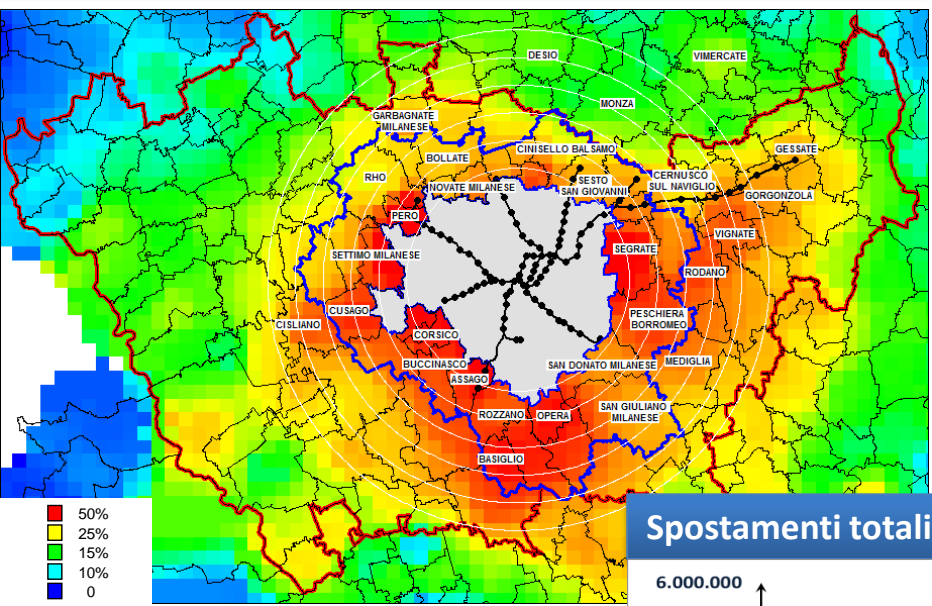 DESIO
VIMERCATE
MONZA
GARBAGNATE
MILANESE
CINISELLO BALSAMO
GESSATE
BOLLATE
RHO
CERNUSCO
SUL NAVIGLIO
SESTO
SAN GIOVANNI
NOVATE MILANESE
GORGONZOLA
PERO
VIGNATE
SEGRATE
SETTIMO MILANESE
RODANO
CUSAGO
PESCHIERA
BORROMEO
CISLIANO
CORSICO
BUCCINASCO
SAN DONATO MILANESE
MEDIGLIA
ASSAGO
SAN GIULIANO
MILANESE
ROZZANO
OPERA
BASIGLIO
50%
25%
15%
10%
0
Spostamenti totali
6.000.000